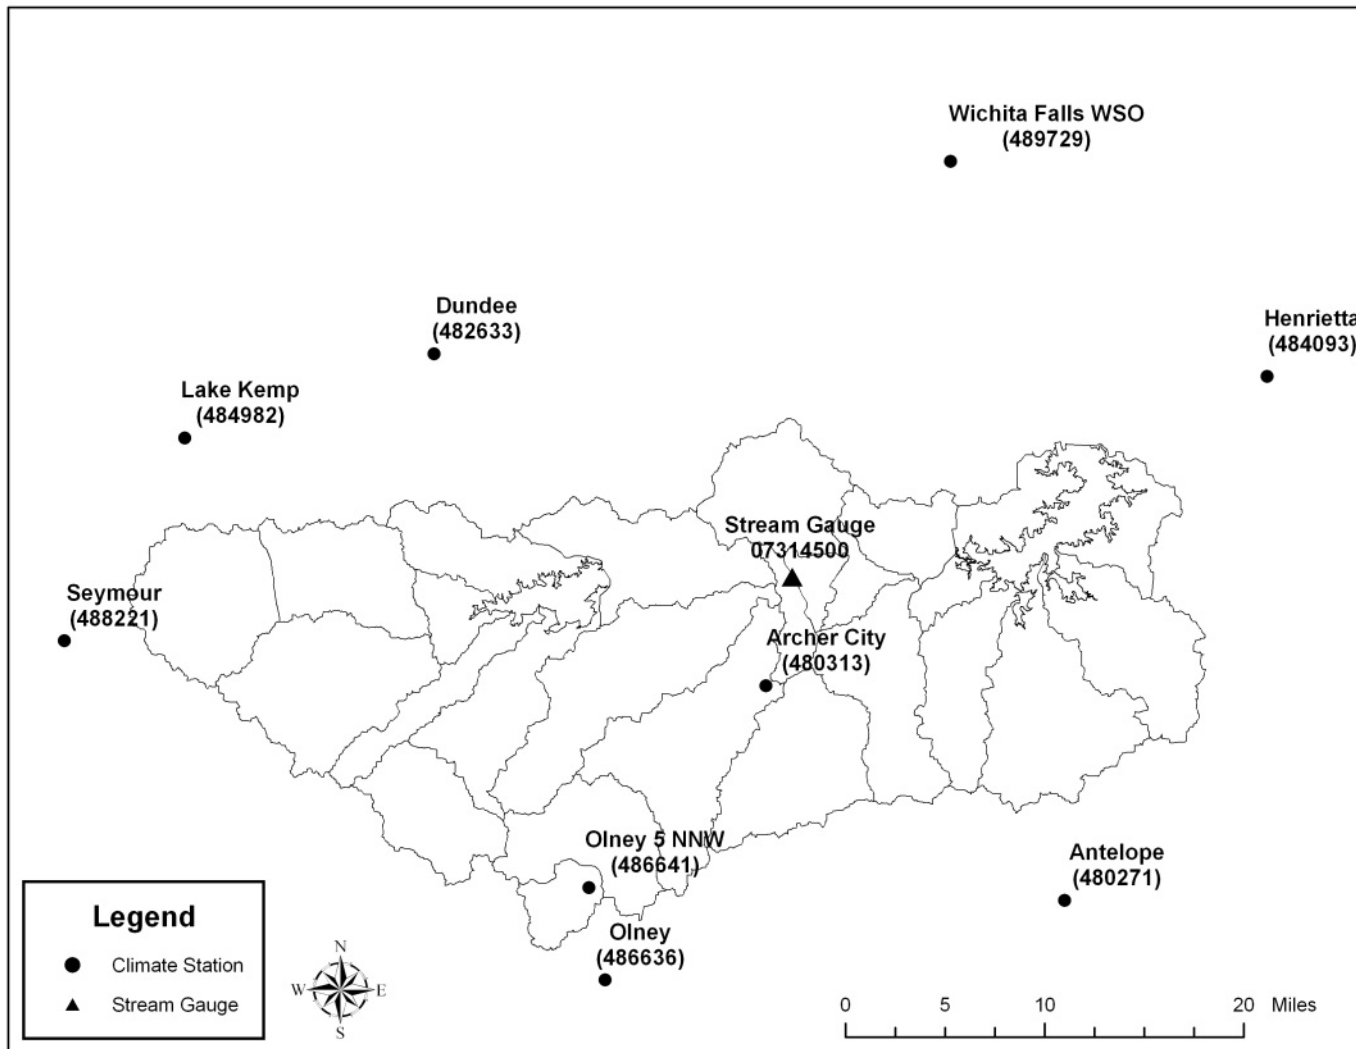 Wichita Falls WSO
(489729)
Dundee
(482633)
Henrietta
(484093)
Lake Kemp
(484982)
Stream Gauge
07314500
Seymour
(488221)
Archer City
(480313)
Olney 5 NNW
(486641)
Antelope
(480271)
Olney
(486636)
Legend
Climate Station
Stream Gauge
N
W
E
S
0
5
10
20
Miles